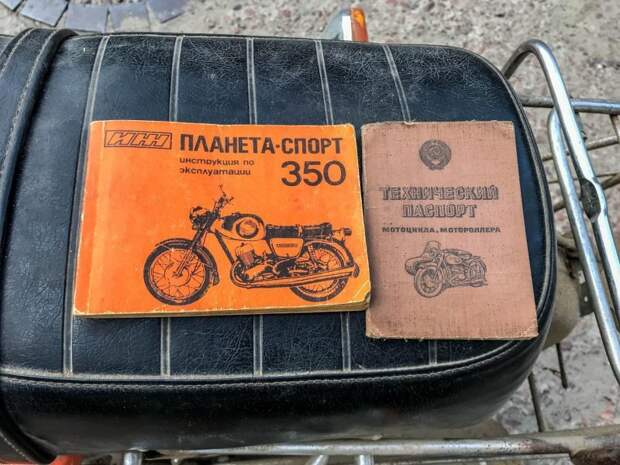 ИЖ
ПЛАНЕТА-СПОРТ
инструкция по
эксплуатации
350
ТЕХНИЧЕСКИЙ
ПАСПОРТ
МОТОЦИКЛА, МОТОРОЛЛЕРА